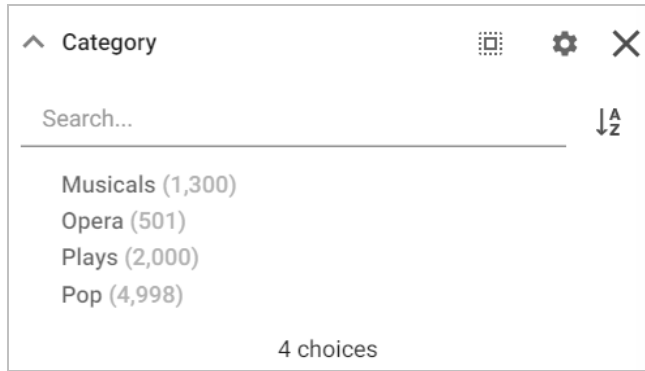 Category
Search...
A
Z
Musicals (1,300)
Opera (501)
Plays (2,000)
Pop (4,998)
4 choices